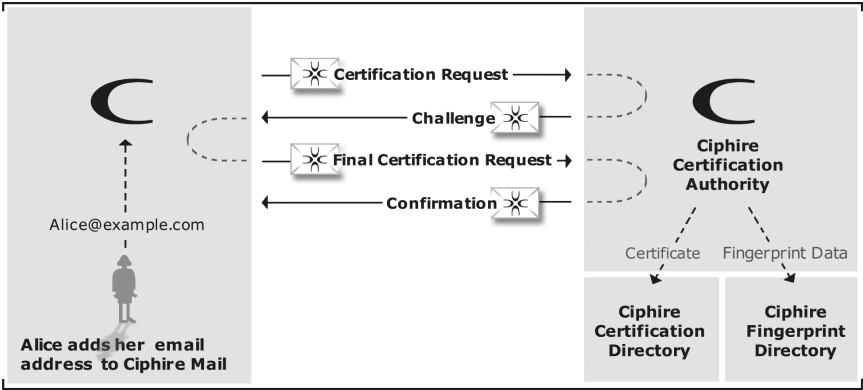 Certification Request
Challenge
Final Certification Request
Confirmation
Alice@example.com
Alice adds her email
address to Ciphire Mail
Ciphire
Certification
Authority
Certificate
Fingerprint Data
Ciphire
Certification
Directory
Ciphire
Fingerprint
Directory